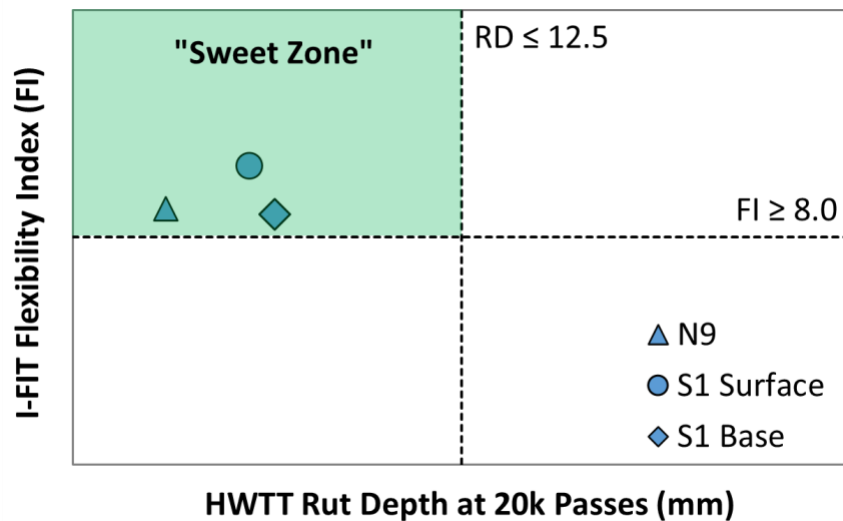 "Sweet Zone"
RD ≤ 12.5
FI ≥ 8.0
I-FIT Flexibility Index (FI)
N9
S1 Surface
S1 Base
HWTT Rut Depth at 20k Passes (mm)